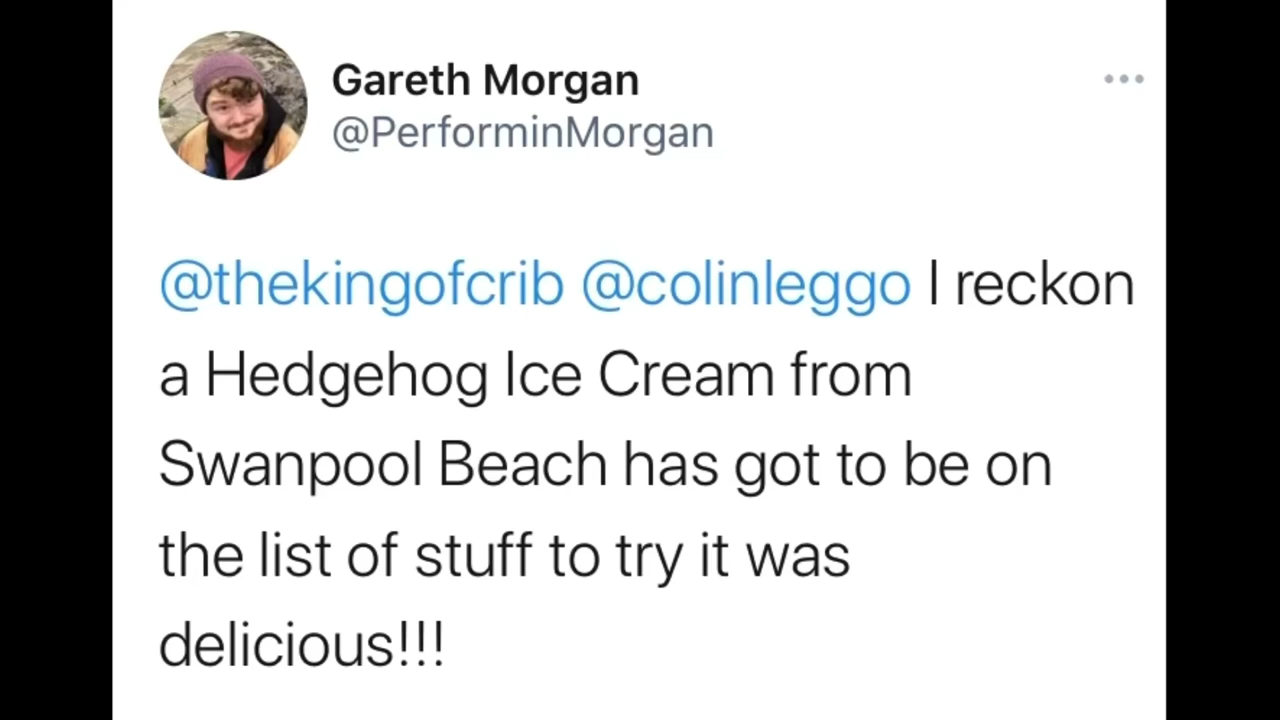 Gareth Morgan
@PerforminMorgan
@thekingofcrib @colinleggo I reckon
a Hedgehog Ice Cream from
Swanpool Beach has got to be on
the list of stuff to try it was
delicious!!!